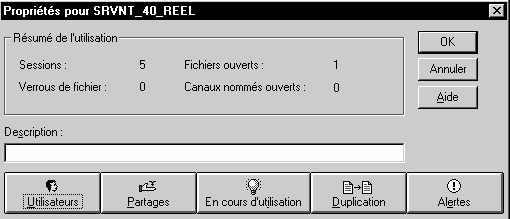 Propriétés pour SRVNT_40_REEL
Résumé de l'utilisation
Sessions : 5 Fichiers ouverts : 1
Verrous de fichier : 0 Canaux nommés ouverts : 0
OK
Annuler
Aide
Description :
Utilisateurs Partages En cours d'utilisation Duplication Alertes